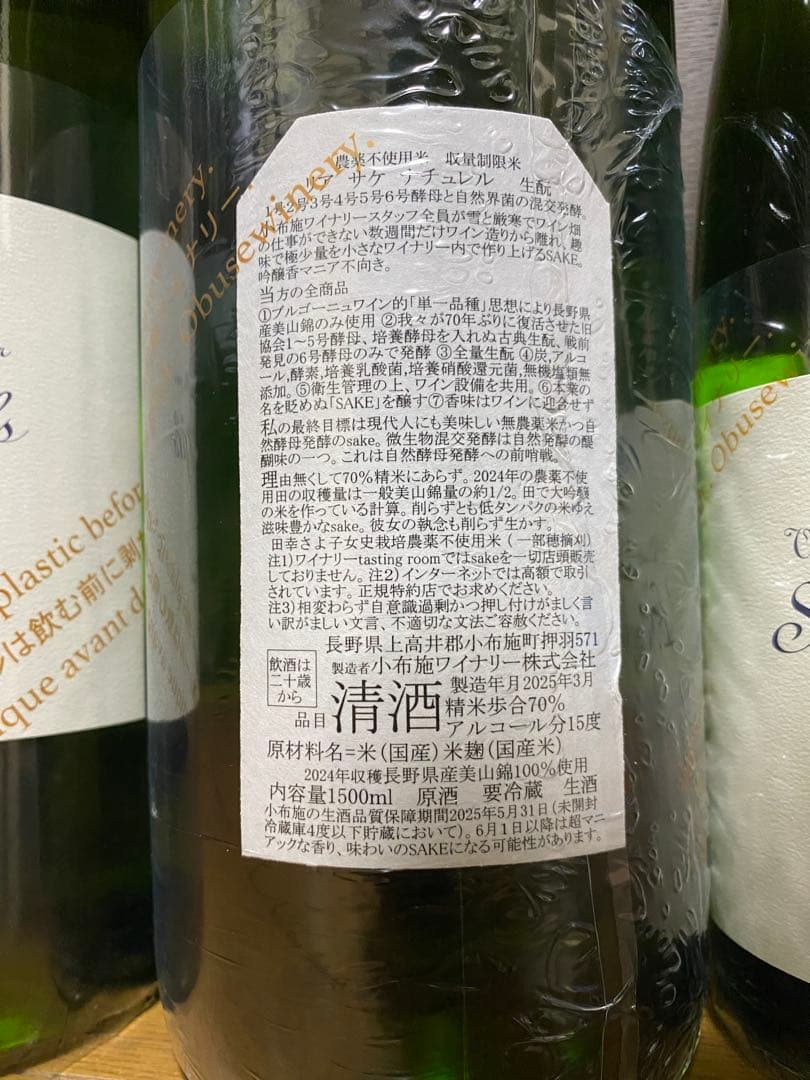 農薬不使用米 収量制限米
サケ ナチュレル 生酛
1号2号3号4号5号6号酵母と自然界菌の混交発酵。
小布施ワイナリースタッフ全員が雪と厳寒でワイン畑
の仕事ができない数週間だけワイン造りから離れ、趣
味で極少量を小さなワイナリー内で作り上げるSAKE。
吟醸香マニア不向き。
当方の全商品
①ブルゴーニュワイン的「単一品種」思想により長野県
産美山錦のみ使用 ②我々が70年ぶりに復活させた旧
協会1〜5号酵母、培養酵母を入れぬ古典生酛、戦前
発見の6号酵母のみで発酵 ③全量生酛 ④炭,アルコ
ール,酵素,培養乳酸菌,培養硝酸還元菌,無機塩類無
添加。⑤衛生管理の上、ワイン設備を共用。⑥本業の
名を貶めぬ「SAKE」を醸す⑦香味はワインに迎合せず
私の最終目標は現代人にも美味しい無農薬米かつ自
然酵母発酵のsake。微生物混交発酵は自然発酵の醍
醐味の一つ。これは自然酵母発酵への前哨戦。
理由無くして70%精米にあらず。2024年の農薬不使
用田の収穫量は一般美山錦量の約1/2。田で大吟醸
の米を作っている計算。削らずとも低タンパクの米ゆえ
滋味豊かなsake。彼女の執念も削らず生かす。
田幸さよ子女史栽培農薬不使用米(一部穂摘刈)
注1)ワイナリーtasting roomではsakeを一切店頭販売
しておりません。注2)インターネットでは高額で取引
されています。正規特約店でお求めください。
注3)相変わらず自意識過剰かつ押し付けがましく言
い訳がましい文言、不適切な文法ご容赦ください。
長野県上高井郡小布施町押羽571
製造者小布施ワイナリー株式会社
飲酒は
二十歳
から
品目 清酒
製造年月2025年3月
精米歩合70%
アルコール分15度
原材料名=米(国産)米麹(国産米)
2024年収穫長野県産美山錦100%使用
内容量1500ml 原酒 要冷蔵 生酒
小布施の生酒品質保障期間2025年5月31日(未開封
冷蔵庫4度以下貯蔵において)。6月1日以降は超マニ
アックな香り、味わいのSAKEになる可能性があります。
Obusewinery.
plastic befor
ルは飲む前に剥
ique avant d
Obusewinery.